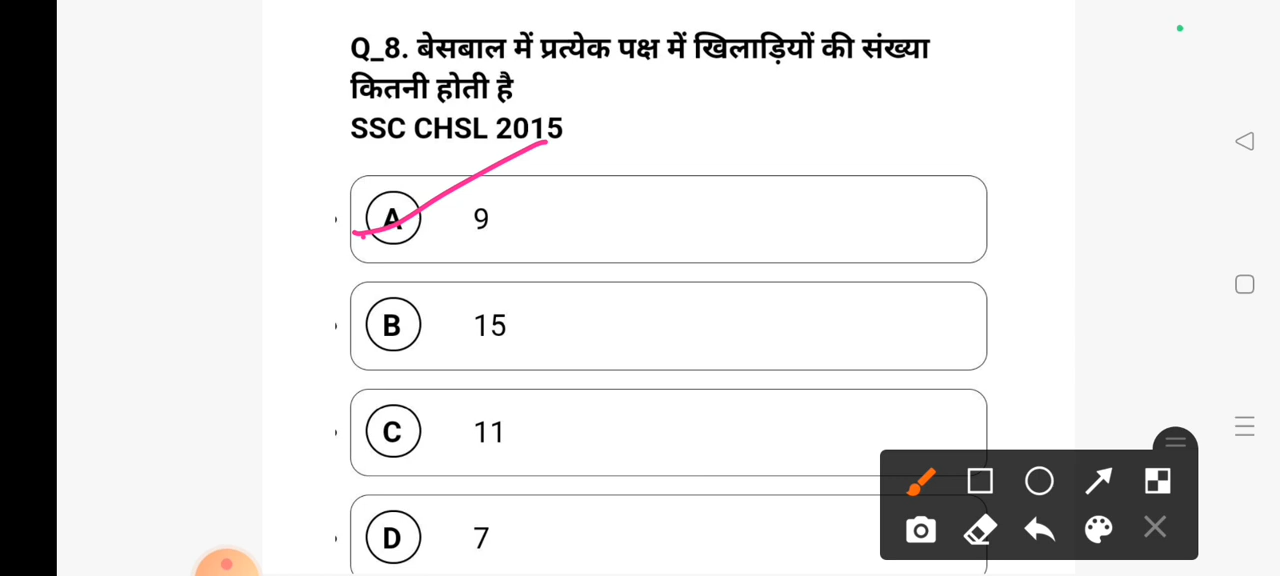 Q_8. बेसबाल में प्रत्येक पक्ष में खिलाड़ियों की संख्या
कितनी होती है
SSC CHSL 2015
A 9
B 15
C 11
D 7